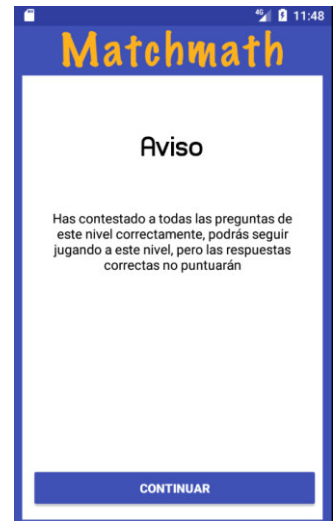 4G 11:48
Matchmath
Aviso
Has contestado a todas las preguntas de
este nivel correctamente, podrás seguir
jugando a este nivel, pero las respuestas
correctas no puntuarán
CONTINUAR